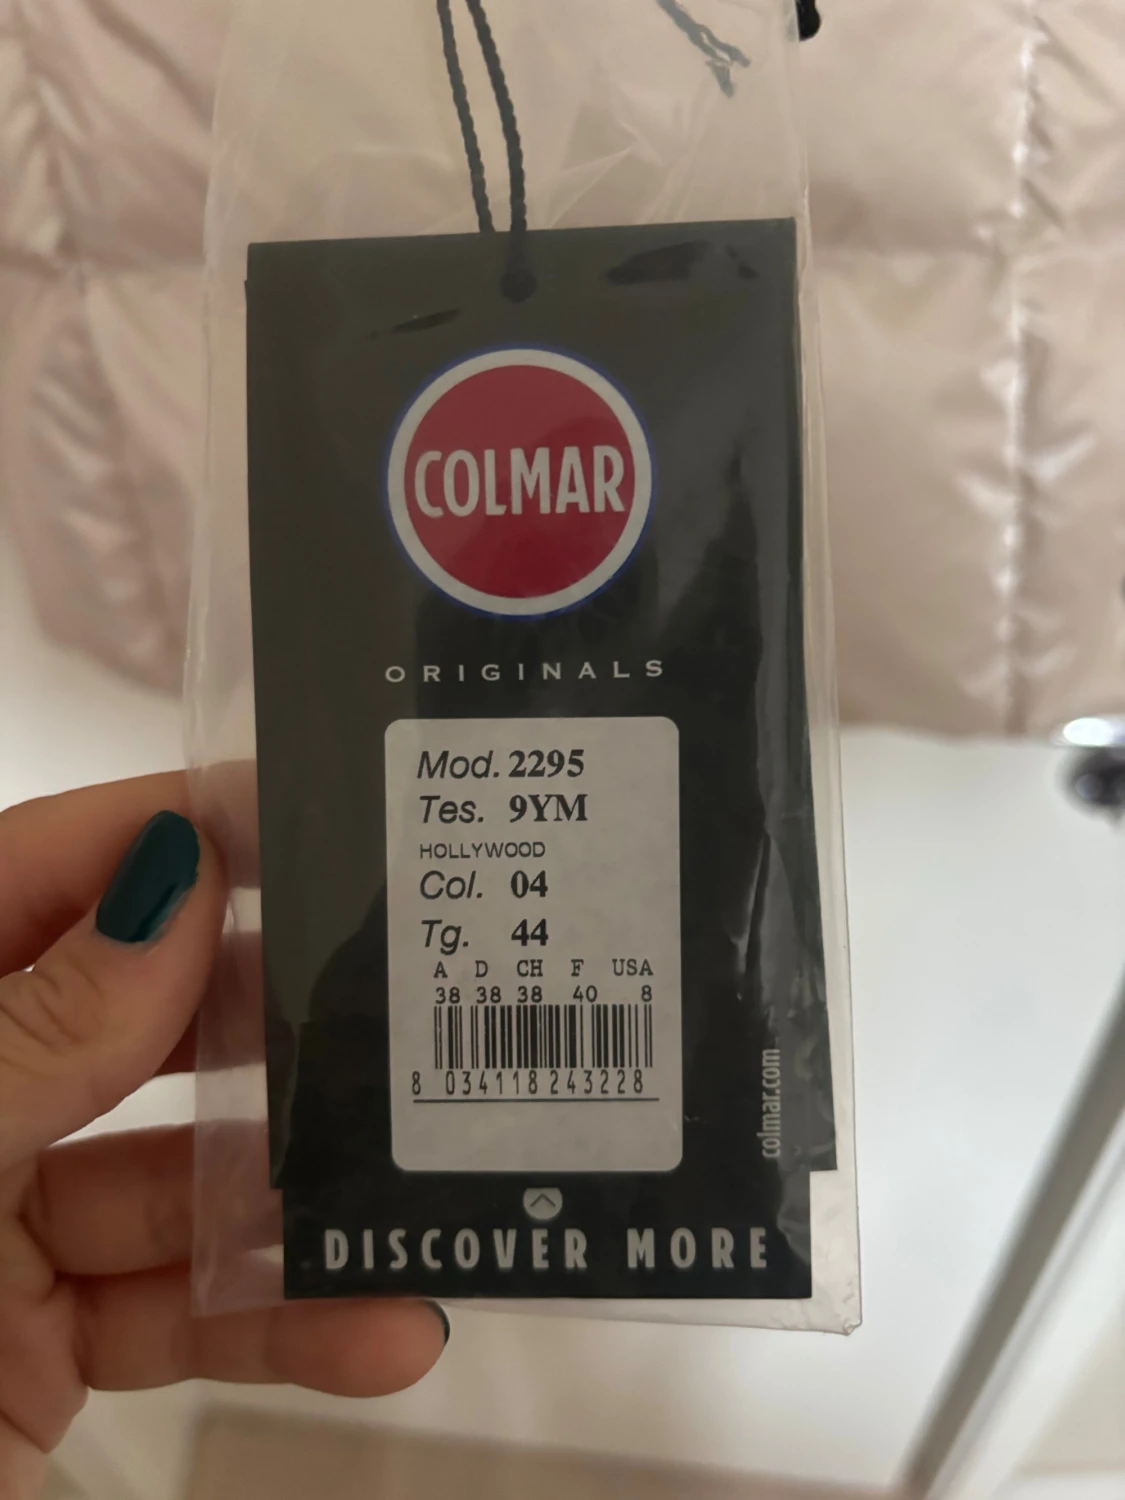 COLMAR
ORIGINALS
Mod. 2295
Tes. 9YM
HOLLYWOOD
Col. 04
Tg. 44
A D CH F USA
38 38 38 40 8
8 034118 243228
colmar.com
DISCOVER MORE